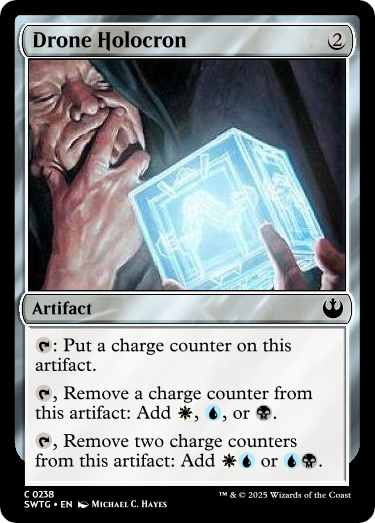 Drone Holocron 2
Artifact
: Put a charge counter on this
artifact.
, Remove a charge counter from
this artifact: Add , , or .
, Remove two charge counters
from this artifact: Add or .
C 0238
SWTG • EN Michael C. Hayes
™ & © 2025 Wizards of the Coast